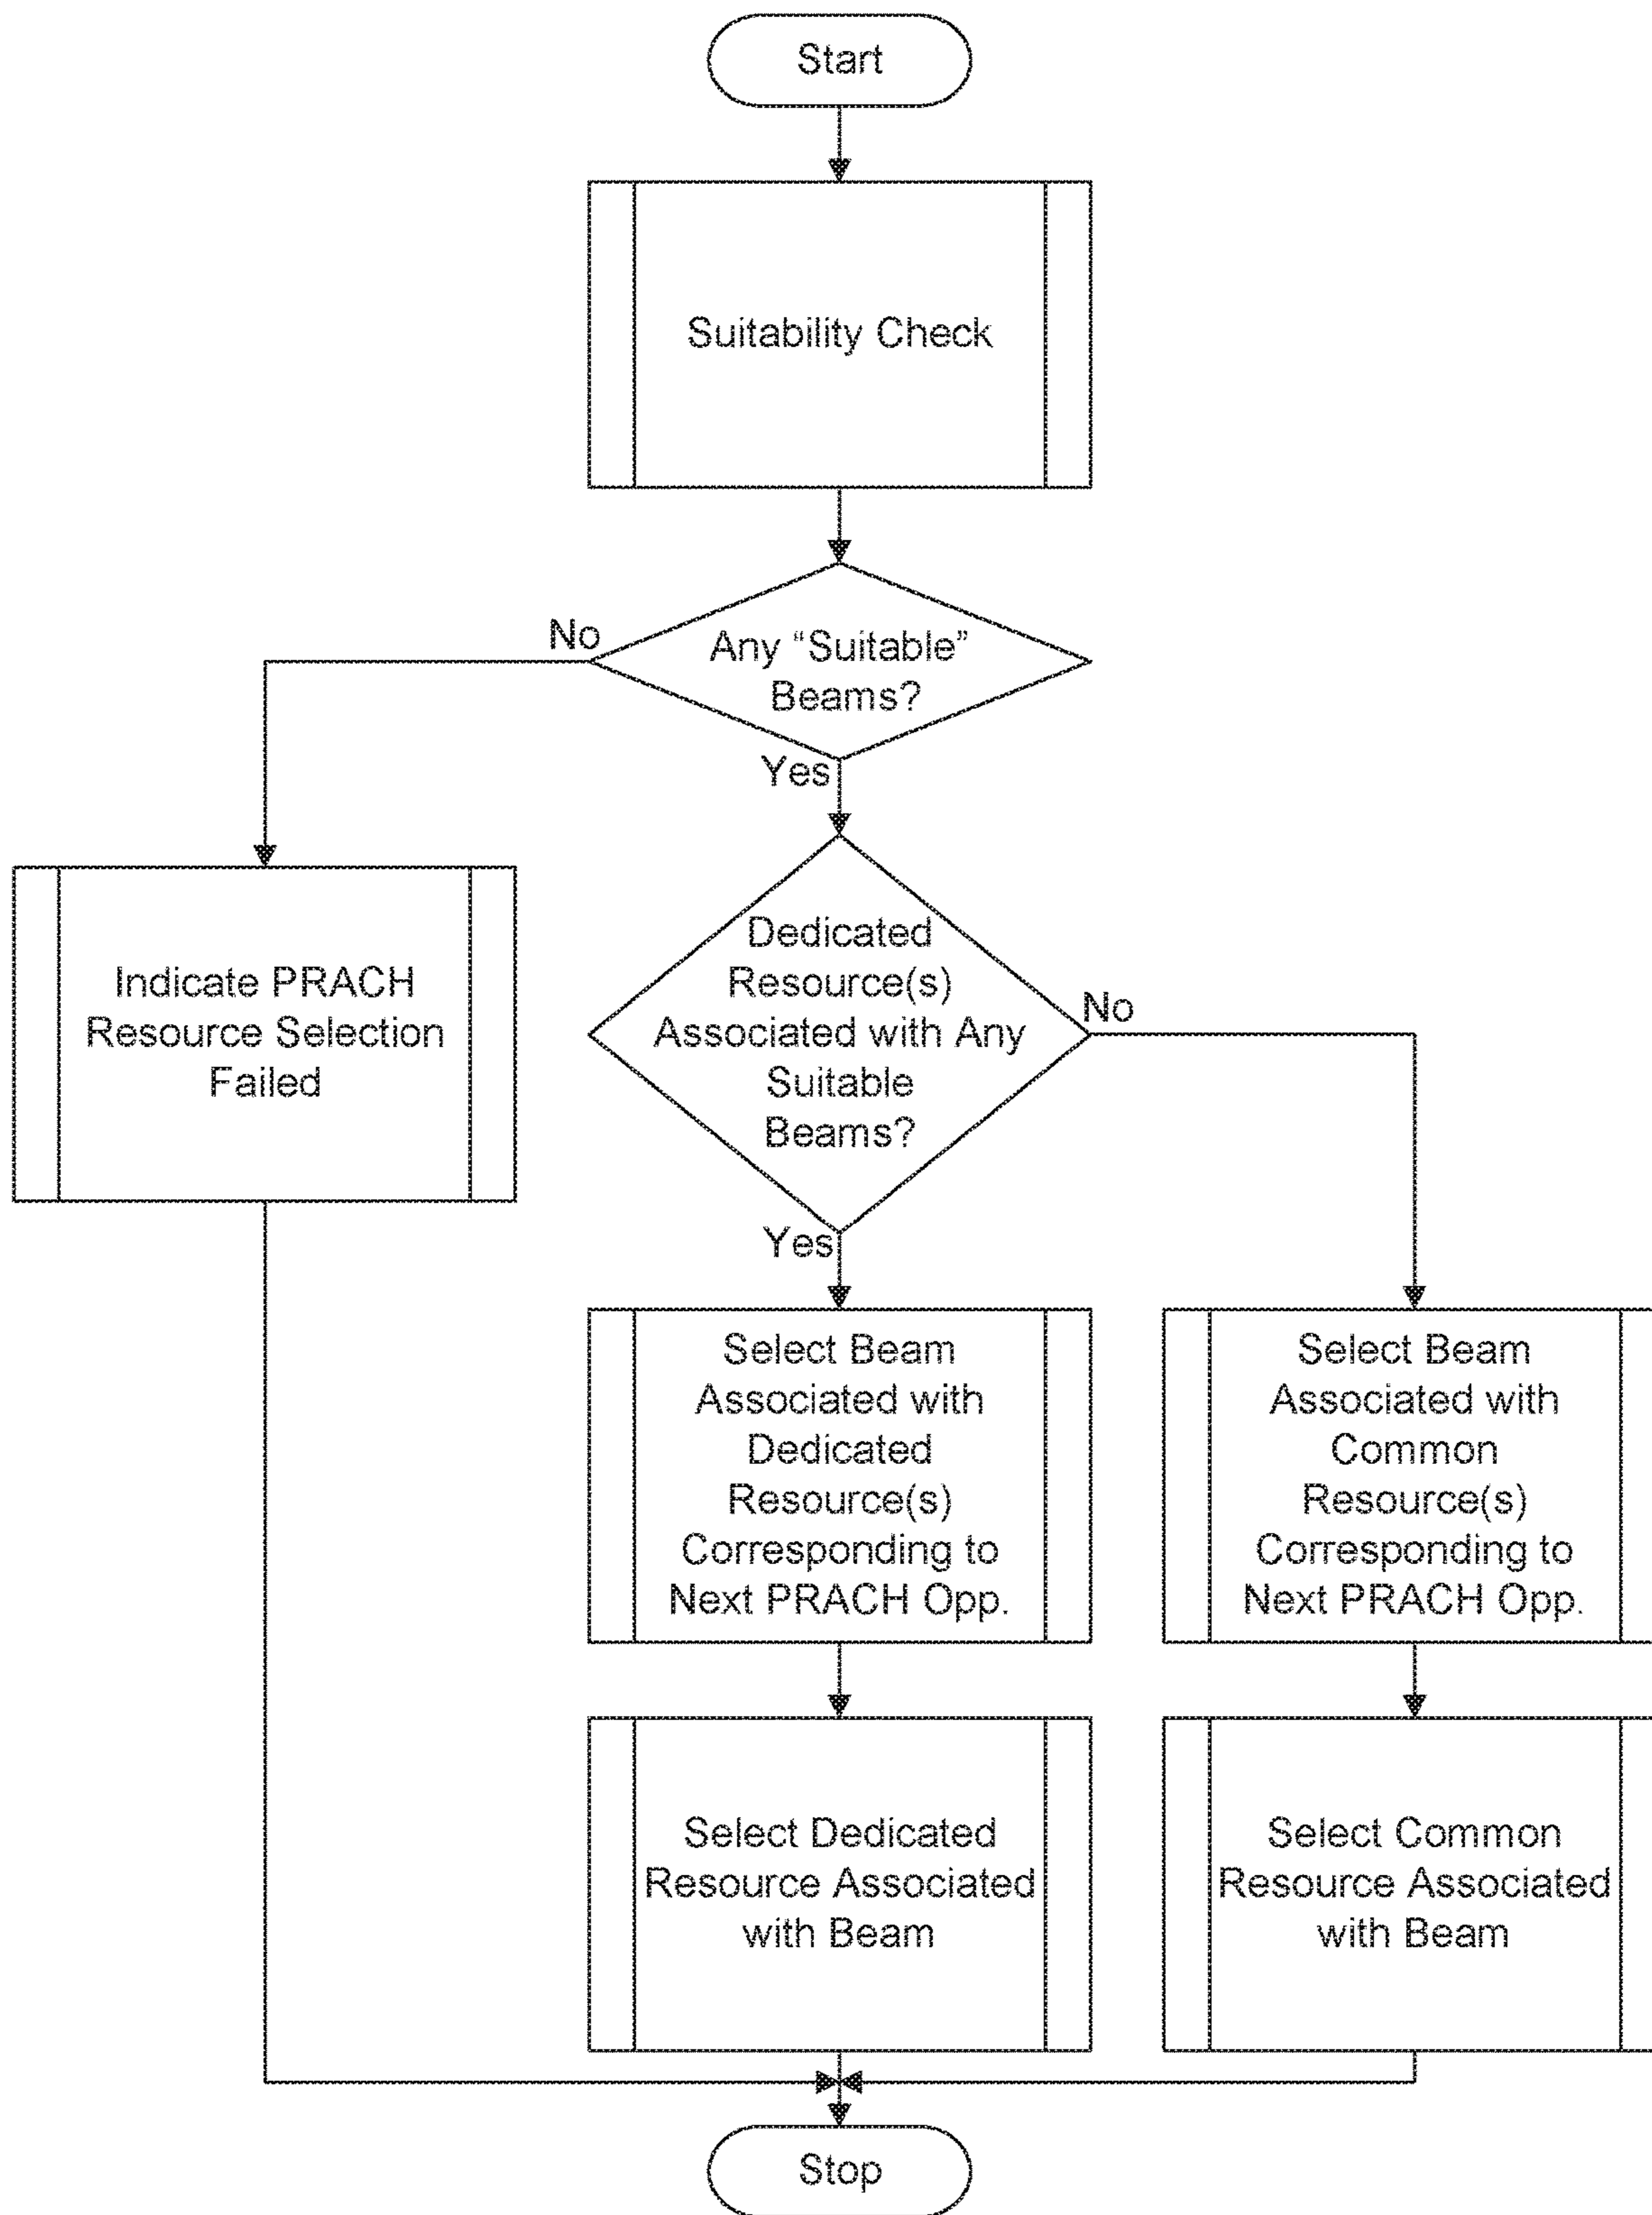 Start
Suitability Check
No
Any “Suitable”
Beams?
Yes
Indicate PRACH
Resource Selection
Failed
Dedicated
Resource(s)
Associated with Any
Suitable
Beams?
No
Yes
Select Beam
Associated with
Dedicated
Resource(s)
Corresponding to
Next PRACH Opp.
Select Beam
Associated with
Common
Resource(s)
Corresponding to
Next PRACH Opp.
Select Dedicated
Resource Associated
with Beam
Select Common
Resource Associated
with Beam
Stop